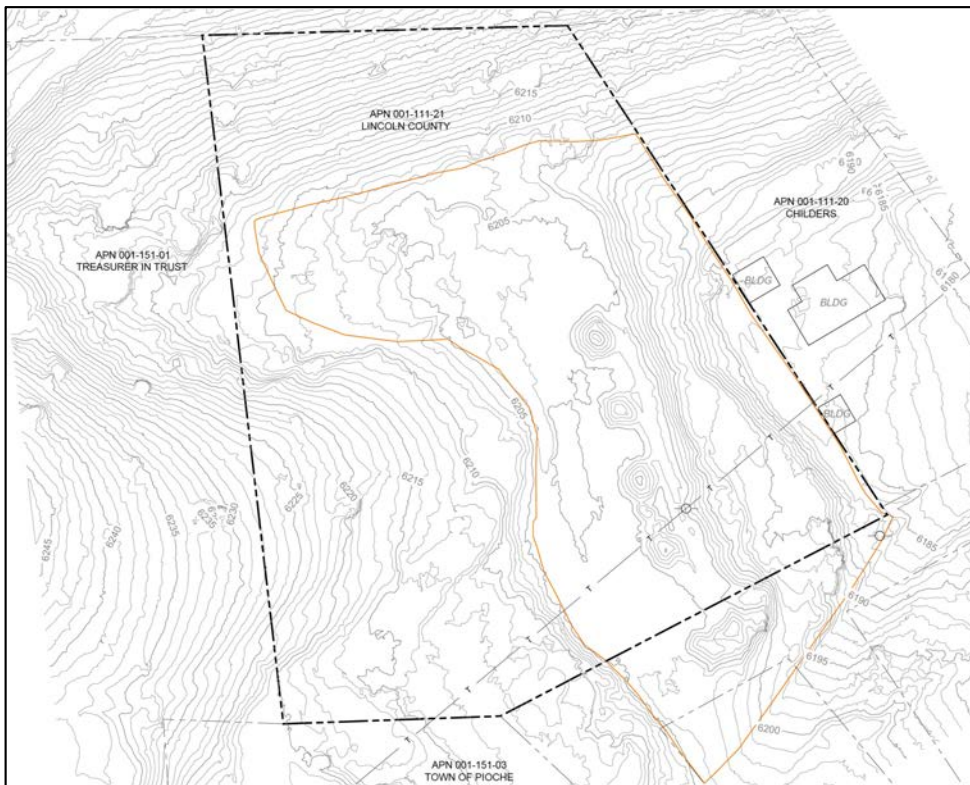 6215
APN 001-111-21
LINCOLN COUNTY
6210
6190
6185
APN 001-111-20
CHILDERS
6205
APN 001-151-01
TREASURER IN TRUST
6180
BLDG
BLDG
6205
BLDG
6210
6215
6220
6225
6230
6235
6235
6240
6245
6185
6190
6195
6200
APN 001-151-03
TOWN OF PIOCHE